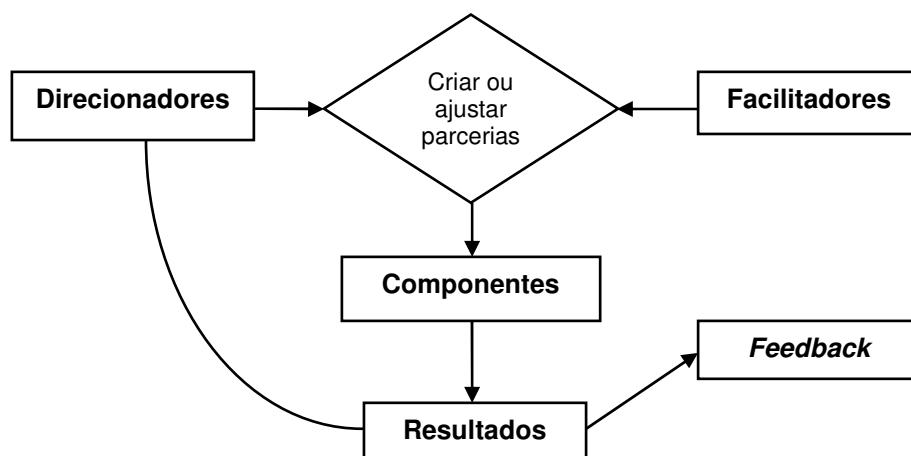 Direcionadores
Criar ou
ajustar
parcerias
Facilitadores
Componentes
Feedback
Resultados